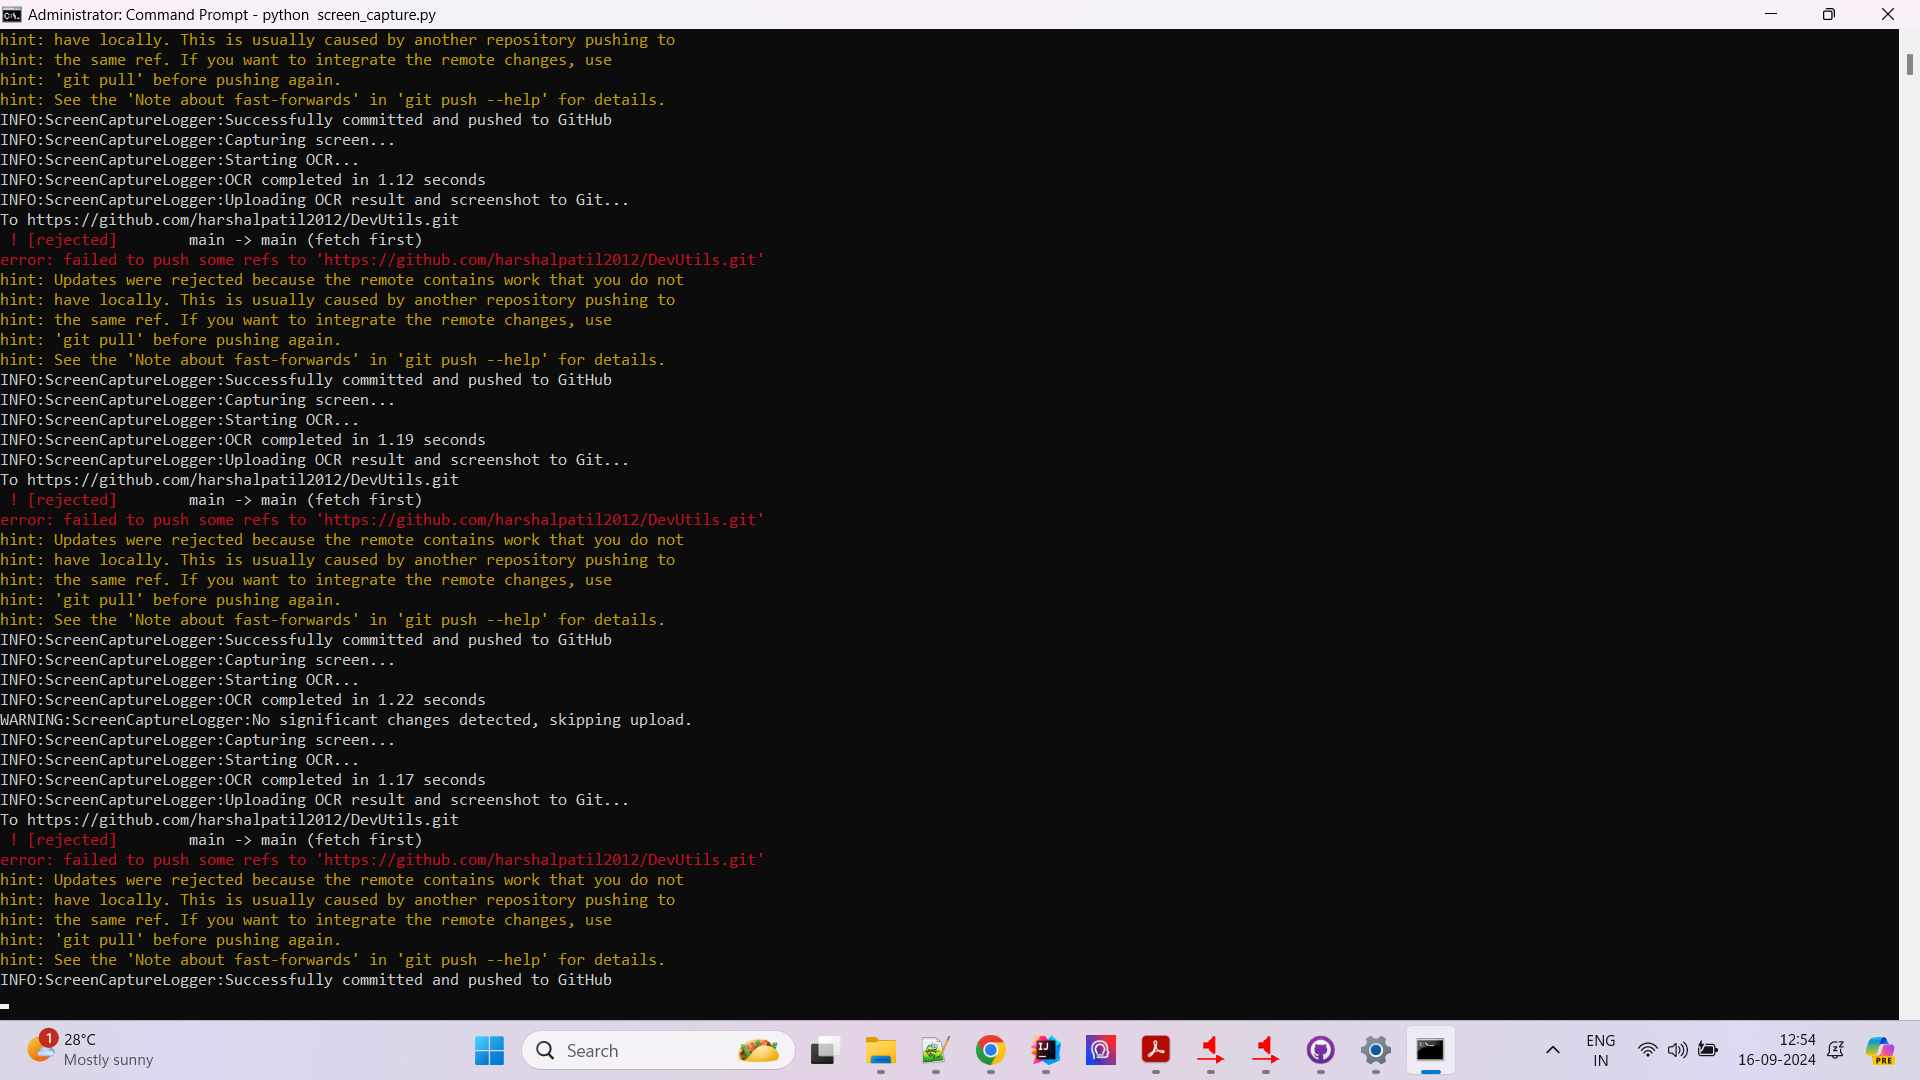 Administrator: Command Prompt - python  screen_capture.py
hint: have locally. This is usually caused by another repository pushing to
hint: the same ref. If you want to integrate the remote changes, use
hint: 'git pull' before pushing again.
hint: See the 'Note about fast-forwards' in 'git push --help' for details.
INFO:ScreenCaptureLogger:Successfully committed and pushed to GitHub
INFO:ScreenCaptureLogger:Capturing screen...
INFO:ScreenCaptureLogger:Starting OCR...
INFO:ScreenCaptureLogger:OCR completed in 1.12 seconds
INFO:ScreenCaptureLogger:Uploading OCR result and screenshot to Git...
To https://github.com/harshalpatil2012/DevUtils.git
 ! [rejected]        main -> main (fetch first)
error: failed to push some refs to 'https://github.com/harshalpatil2012/DevUtils.git'
hint: Updates were rejected because the remote contains work that you do not
hint: have locally. This is usually caused by another repository pushing to
hint: the same ref. If you want to integrate the remote changes, use
hint: 'git pull' before pushing again.
hint: See the 'Note about fast-forwards' in 'git push --help' for details.
INFO:ScreenCaptureLogger:Successfully committed and pushed to GitHub
INFO:ScreenCaptureLogger:Capturing screen...
INFO:ScreenCaptureLogger:Starting OCR...
INFO:ScreenCaptureLogger:OCR completed in 1.19 seconds
INFO:ScreenCaptureLogger:Uploading OCR result and screenshot to Git...
To https://github.com/harshalpatil2012/DevUtils.git
 ! [rejected]        main -> main (fetch first)
error: failed to push some refs to 'https://github.com/harshalpatil2012/DevUtils.git'
hint: Updates were rejected because the remote contains work that you do not
hint: have locally. This is usually caused by another repository pushing to
hint: the same ref. If you want to integrate the remote changes, use
hint: 'git pull' before pushing again.
hint: See the 'Note about fast-forwards' in 'git push --help' for details.
INFO:ScreenCaptureLogger:Successfully committed and pushed to GitHub
INFO:ScreenCaptureLogger:Capturing screen...
INFO:ScreenCaptureLogger:Starting OCR...
INFO:ScreenCaptureLogger:OCR completed in 1.22 seconds
WARNING:ScreenCaptureLogger:No significant changes detected, skipping upload.
INFO:ScreenCaptureLogger:Capturing screen...
INFO:ScreenCaptureLogger:Starting OCR...
INFO:ScreenCaptureLogger:OCR completed in 1.17 seconds
INFO:ScreenCaptureLogger:Uploading OCR result and screenshot to Git...
To https://github.com/harshalpatil2012/DevUtils.git
 ! [rejected]        main -> main (fetch first)
error: failed to push some refs to 'https://github.com/harshalpatil2012/DevUtils.git'
hint: Updates were rejected because the remote contains work that you do not
hint: have locally. This is usually caused by another repository pushing to
hint: the same ref. If you want to integrate the remote changes, use
hint: 'git pull' before pushing again.
hint: See the 'Note about fast-forwards' in 'git push --help' for details.
INFO:ScreenCaptureLogger:Successfully committed and pushed to GitHub
1
28°C
Mostly sunny
Search
IJ
ENG
IN
12:54
16-09-2024
PRE